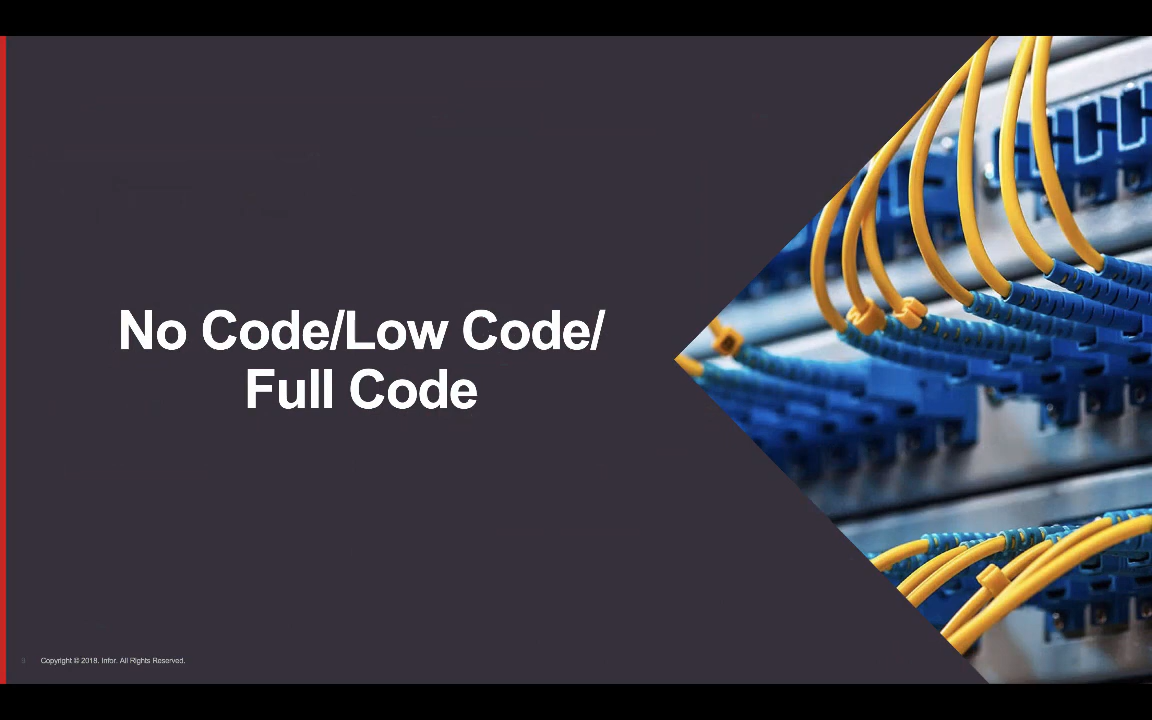 No Code/Low Code/
Full Code
Copyright © 2018. Infor. All Rights Reserved.